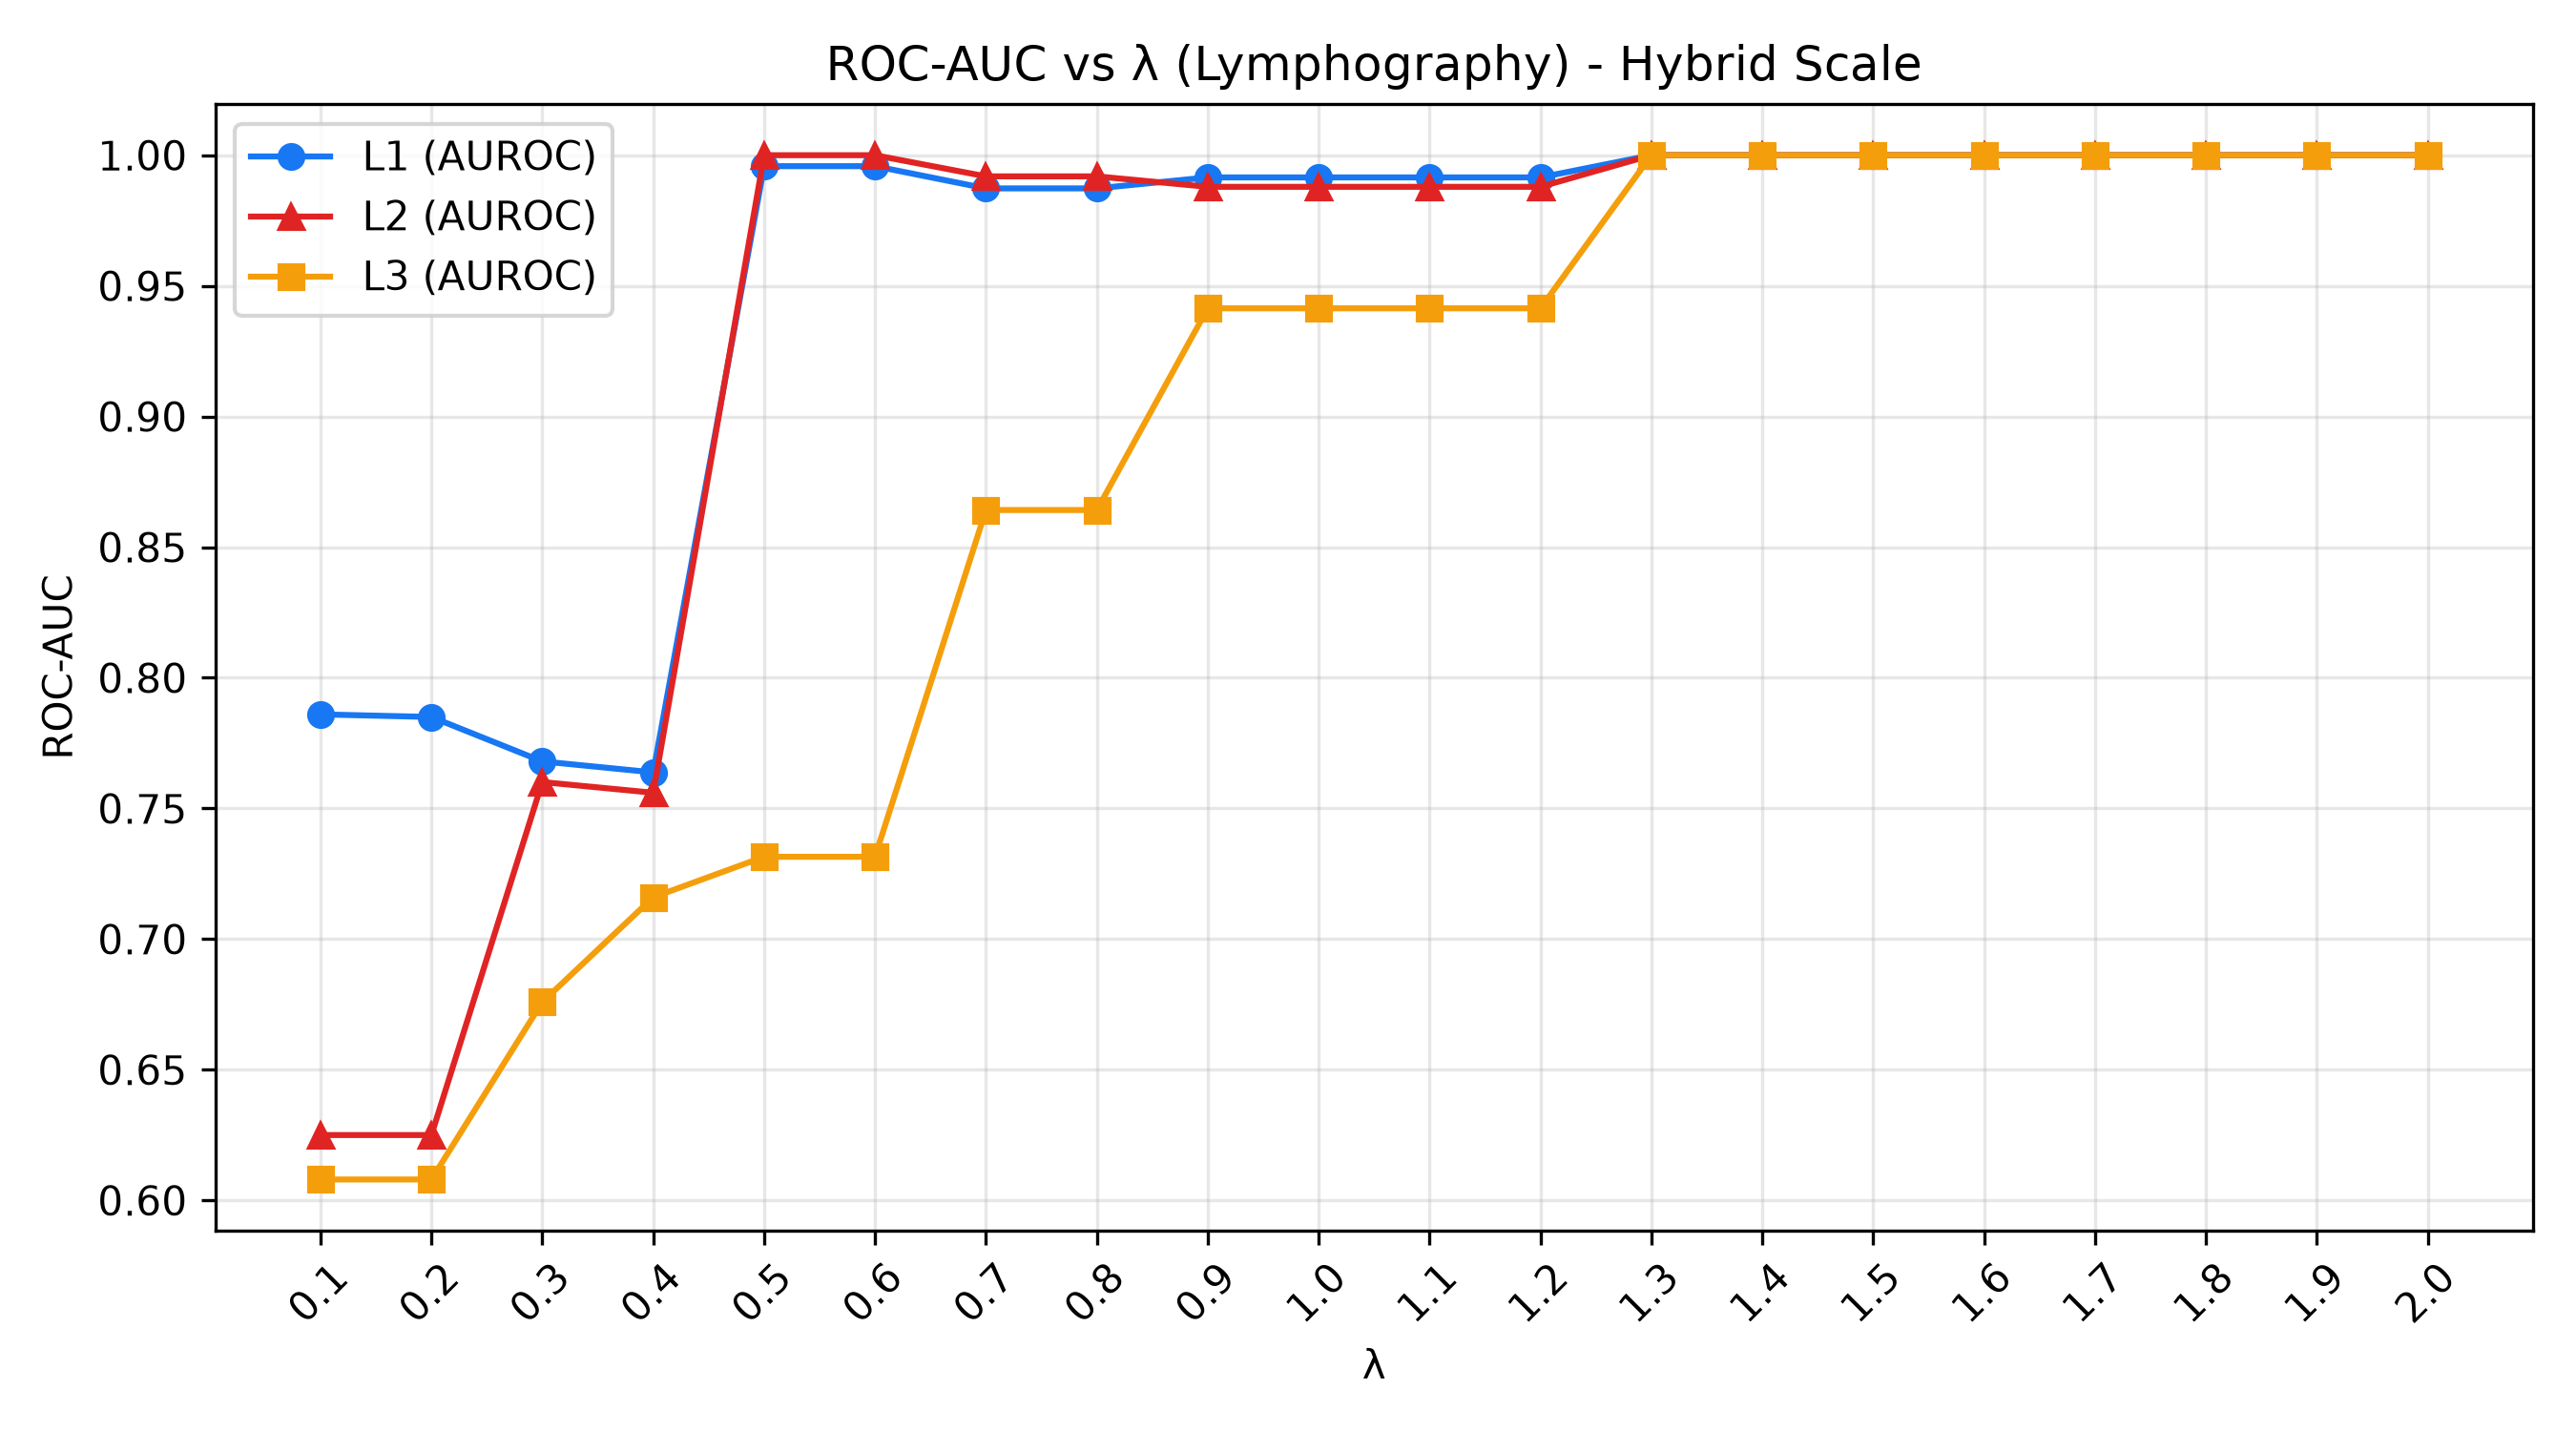 ROC-AUC vs λ (Lymphography) - Hybrid Scale
L1 (AUROC)
L2 (AUROC)
L3 (AUROC)
ROC-AUC
1.00
0.95
0.90
0.85
0.80
0.75
0.70
0.65
0.60
0.1 0.2 0.3 0.4 0.5 0.6 0.7 0.8 0.9 1.0 1.1 1.2 1.3 1.4 1.5 1.6 1.7 1.8 1.9 2.0
λ